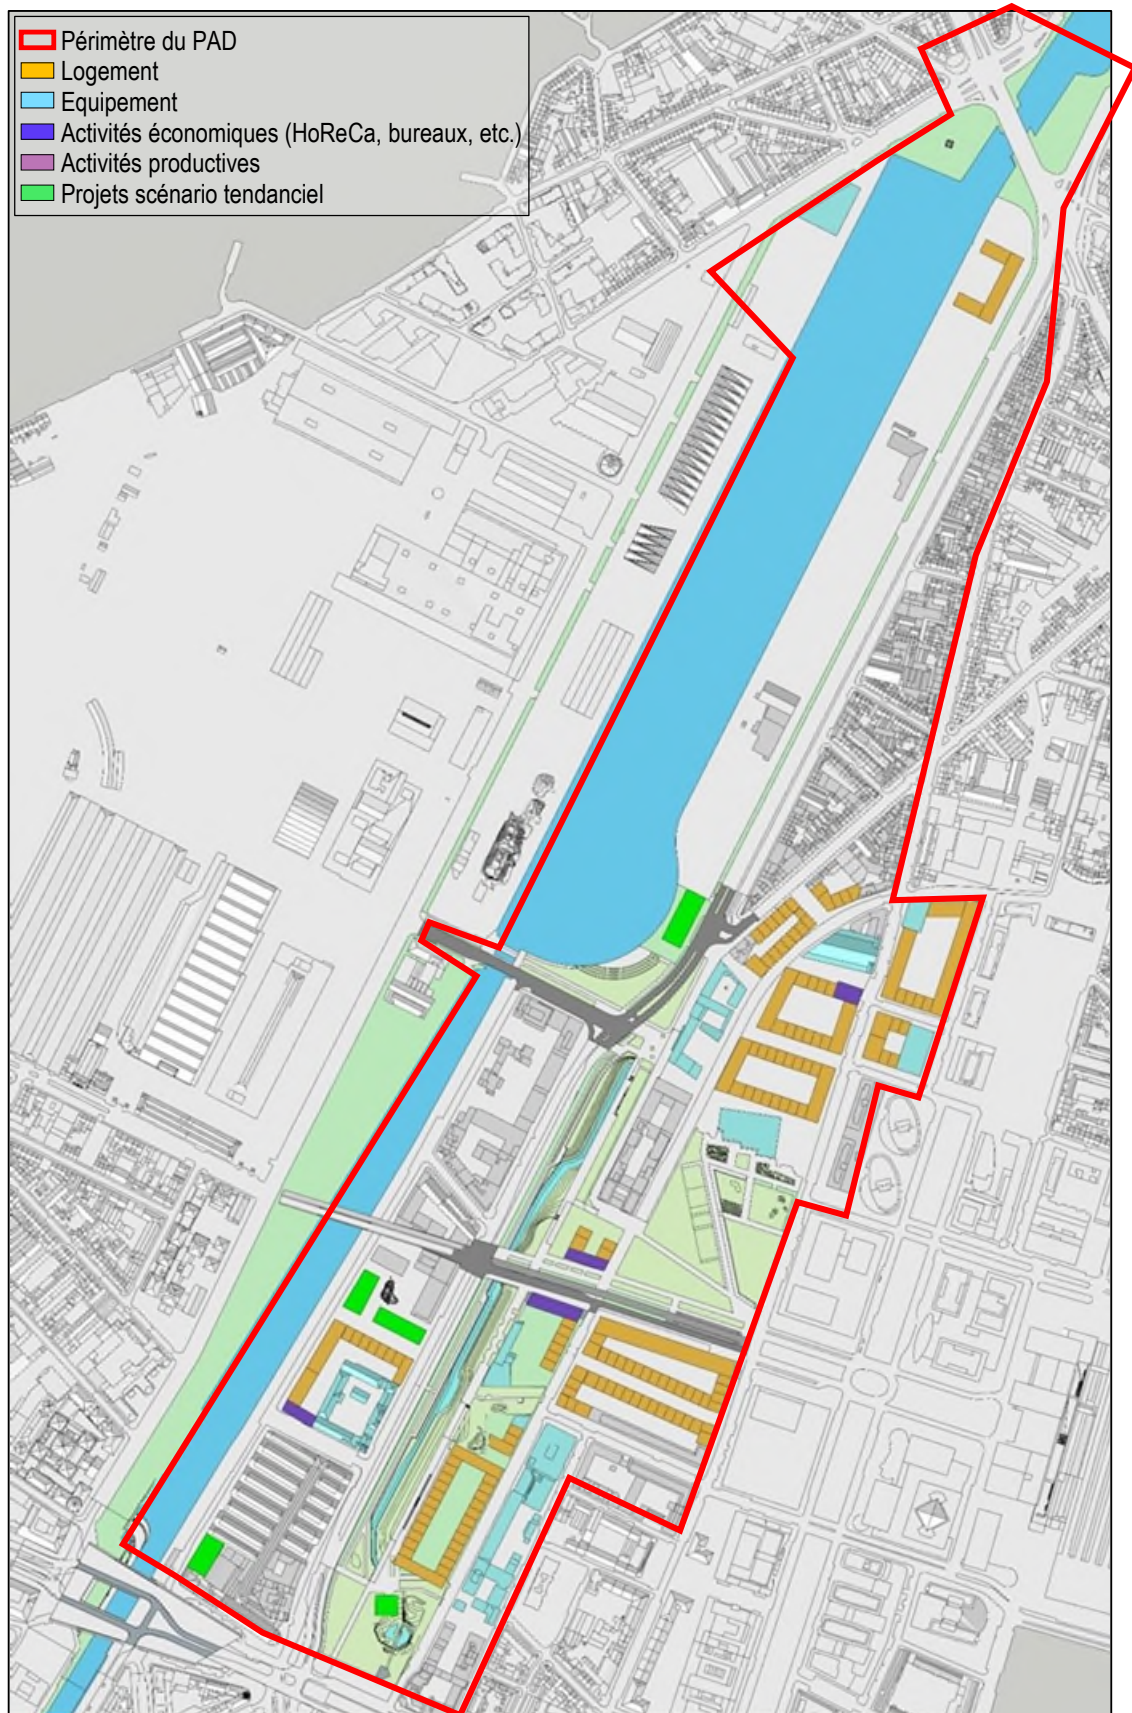 Périmètre du PAD
Logement
Equipement
Activités économiques (HoReCa, bureaux, etc.)
Activités productives
Projets scénario tendanciel